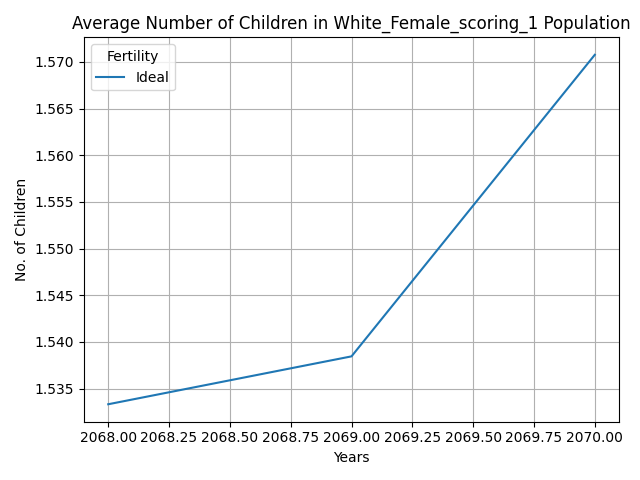 Average Number of Children in White_Female_scoring_1 Population
Fertility
Ideal
1.570
1.565
1.560
1.555
1.550
1.545
1.540
1.535
No. of Children
2068.00 2068.25 2068.50 2068.75 2069.00 2069.25 2069.50 2069.75 2070.00
Years